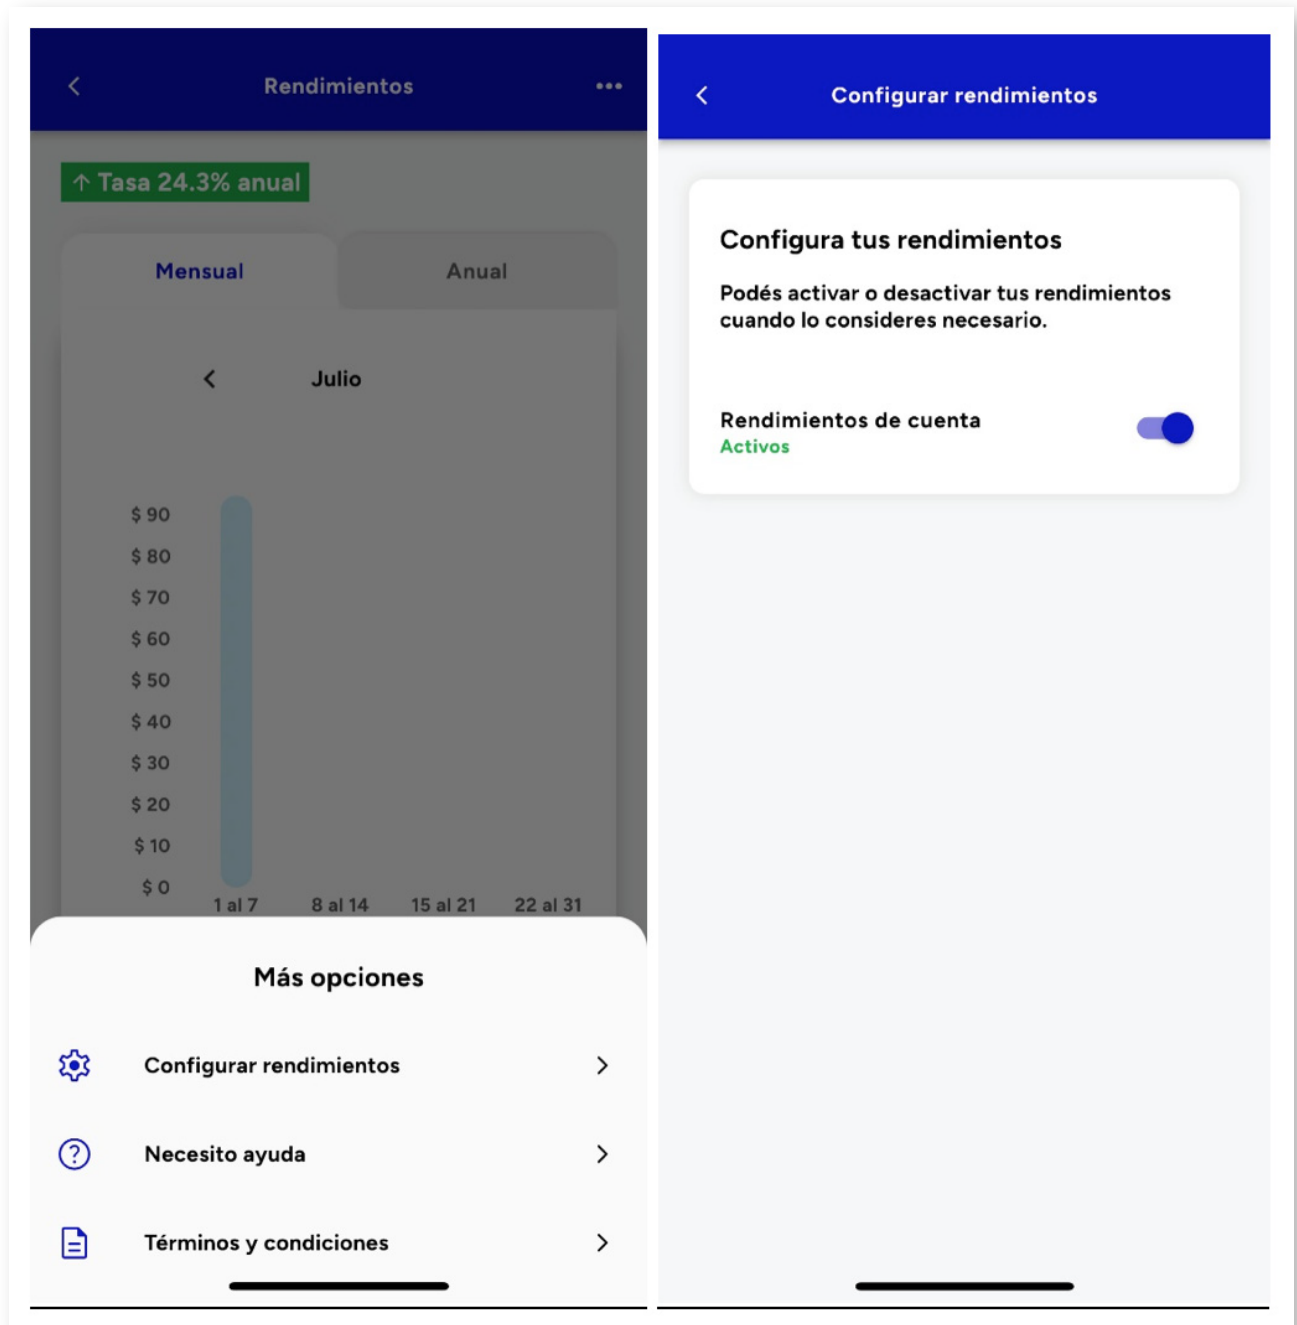 Rendimientos
↑ Tasa 24.3% anual
Mensual
Anual
Julio
$ 90
$ 80
$ 70
$ 60
$ 50
$ 40
$ 30
$ 20
$ 10
$ 0
1 al 7
8 al 14
15 al 21
22 al 31
Más opciones
Configurar rendimientos
Necesito ayuda
Términos y condiciones
Configurar rendimientos
Configura tus rendimientos
Podés activar o desactivar tus rendimientos
cuando lo consideres necesario.
Rendimientos de cuenta
Activos